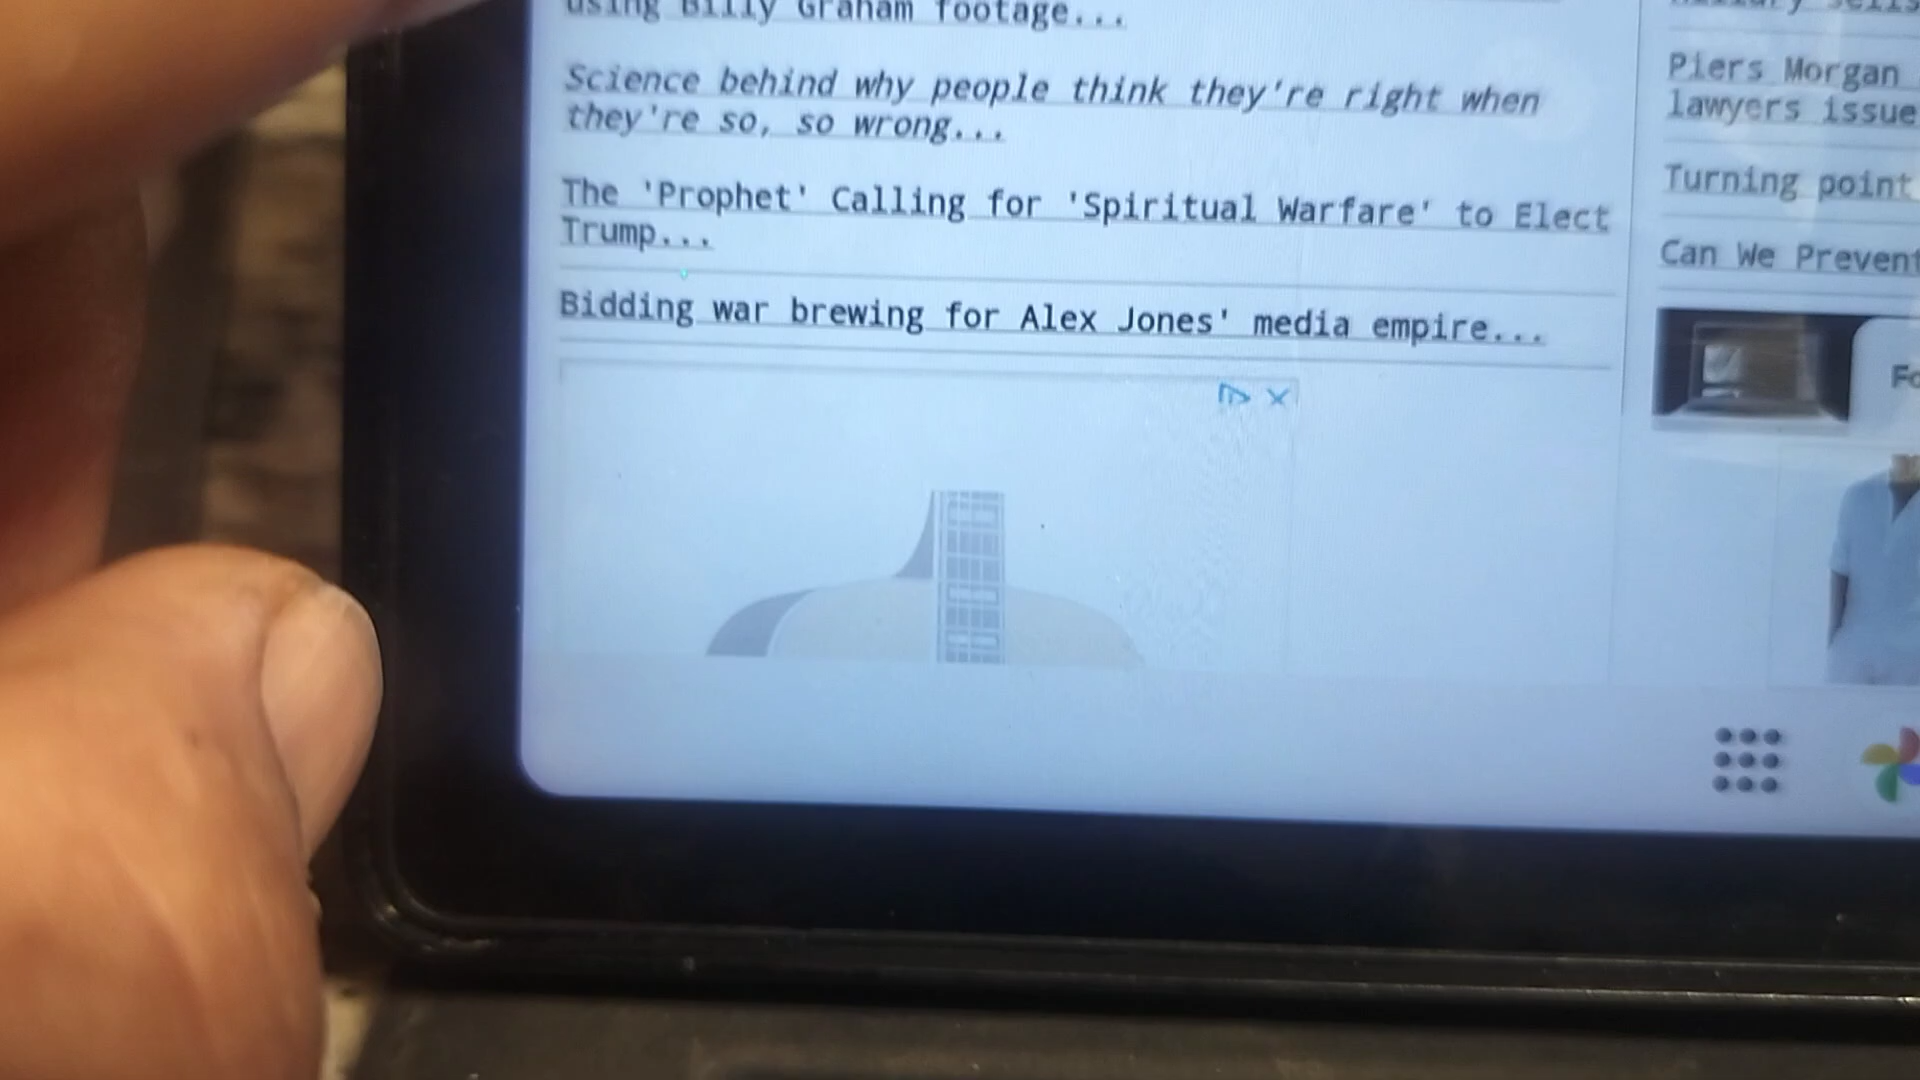 using Billy Graham footage...
Science behind why people think they're right when
they're so, so wrong...
The 'Prophet' Calling for 'Spiritual Warfare' to Elect
Trump...
Bidding war brewing for Alex Jones' media empire...
Piers Morgan
lawyers issue
Turning point
Can We Prevent